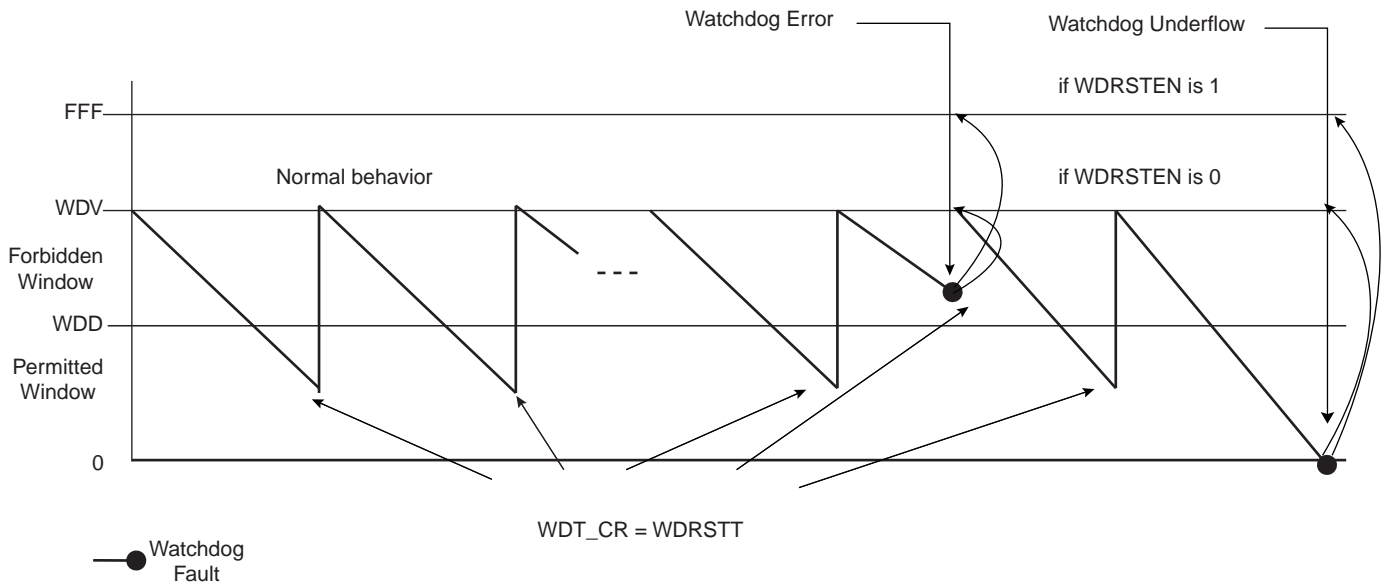 Watchdog Error
Watchdog Underflow
if WDRSTEN is 1
FFF
Normal behavior
if WDRSTEN is 0
WDV
Forbidden
Window
WDD
Permitted
Window
0
WDT_CR = WDRSTT
Watchdog
Fault